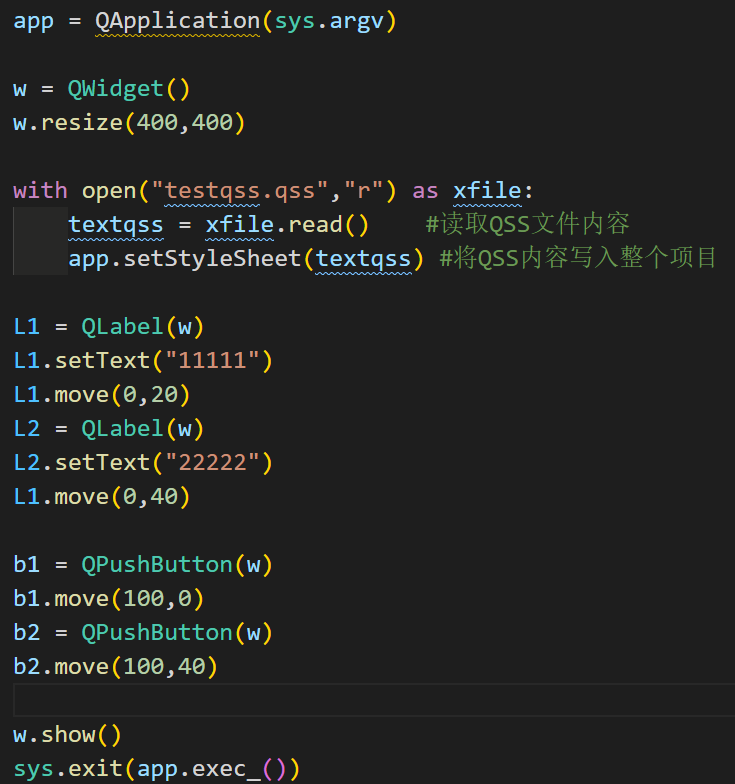 app = QApplication(sys.argv)
w = QWidget()
w.resize(400,400)
with open("testqss.qss","r") as xfile:
textqss = xfile.read()    #读取QSS文件内容
app.setStyleSheet(textqss) #将QSS内容写入整个项目
L1 = QLabel(w)
L1.setText("11111")
L1.move(0,20)
L2 = QLabel(w)
L2.setText("22222")
L1.move(0,40)
b1 = QPushButton(w)
b1.move(100,0)
b2 = QPushButton(w)
b2.move(100,40)
w.show()
sys.exit(app.exec_())